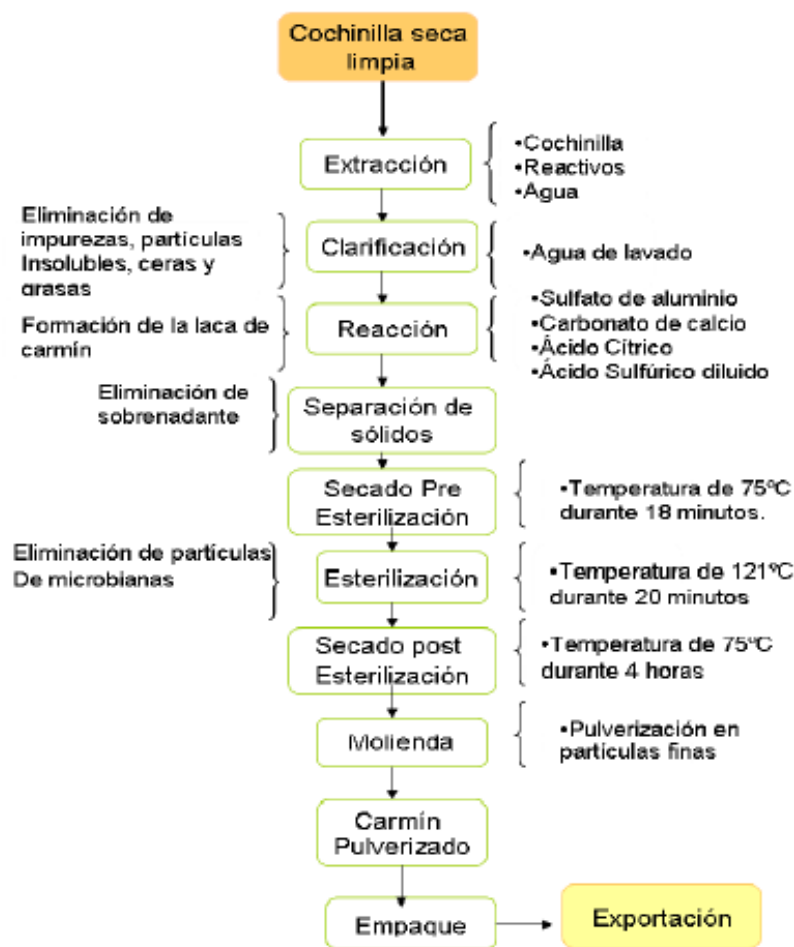 Cochinilla seca
limpia
Extracción
•Cochinilla
•Reactivos
•Agua
Eliminación de
impurezas, partículas
Insolubles, ceras y
grasas
Clarificación
•Agua de lavado
Formación de la laca de
carmín
Reacción
•Sulfato de aluminio
•Carbonato de calcio
•Ácido Cítrico
•Ácido Sulfúrico diluido
Eliminación de
sobrenadante
Separación de
sólidos
Secado Pre
Esterilización
•Temperatura de 75ºC
durante 18 minutos.
Eliminación de partículas
De microbianas
Esterilización
•Temperatura de 121ºC
durante 20 minutos
Secado post
Esterilización
•Temperatura de 75ºC
durante 4 horas
Molienda
•Pulverización en
partículas finas
Carmín
Pulverizado
Empaque
Exportación